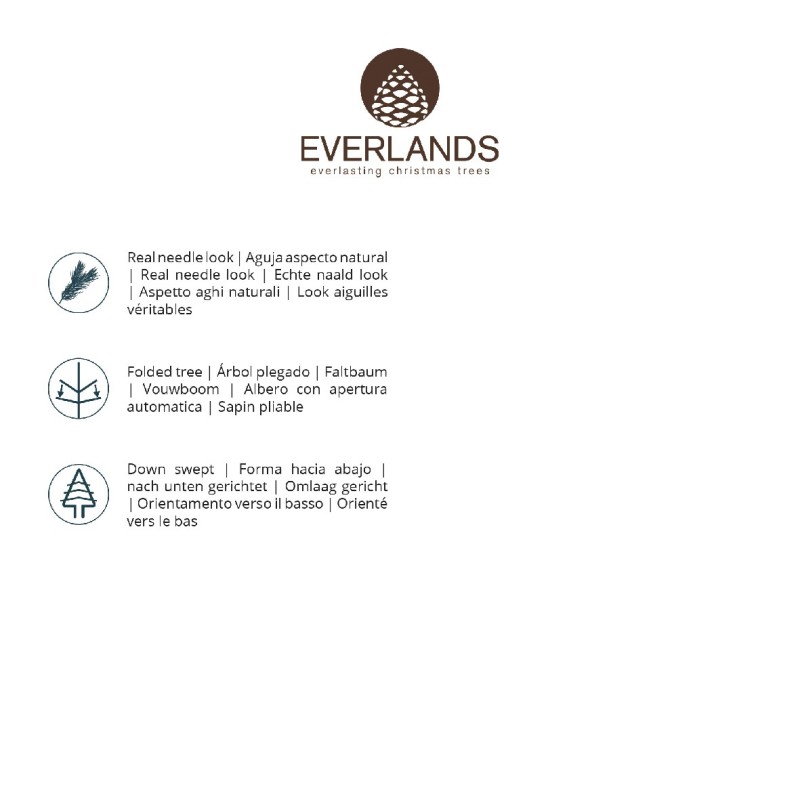 EVERLANDS
everlasting christmas trees
Real needle look | Aguja aspecto natural
| Real needle look | Echte naald look
| Aspetto aghi naturali | Look aiguilles
véritables
Folded tree | Árbol plegado | Faltbaum
| Vouwboom | Albero con apertura
automatica | Sapin pliable
Down swept | Forma hacia abajo |
nach unten gerichtet | Omlaag gericht
| Orientamento verso il basso | Orienté
vers le bas